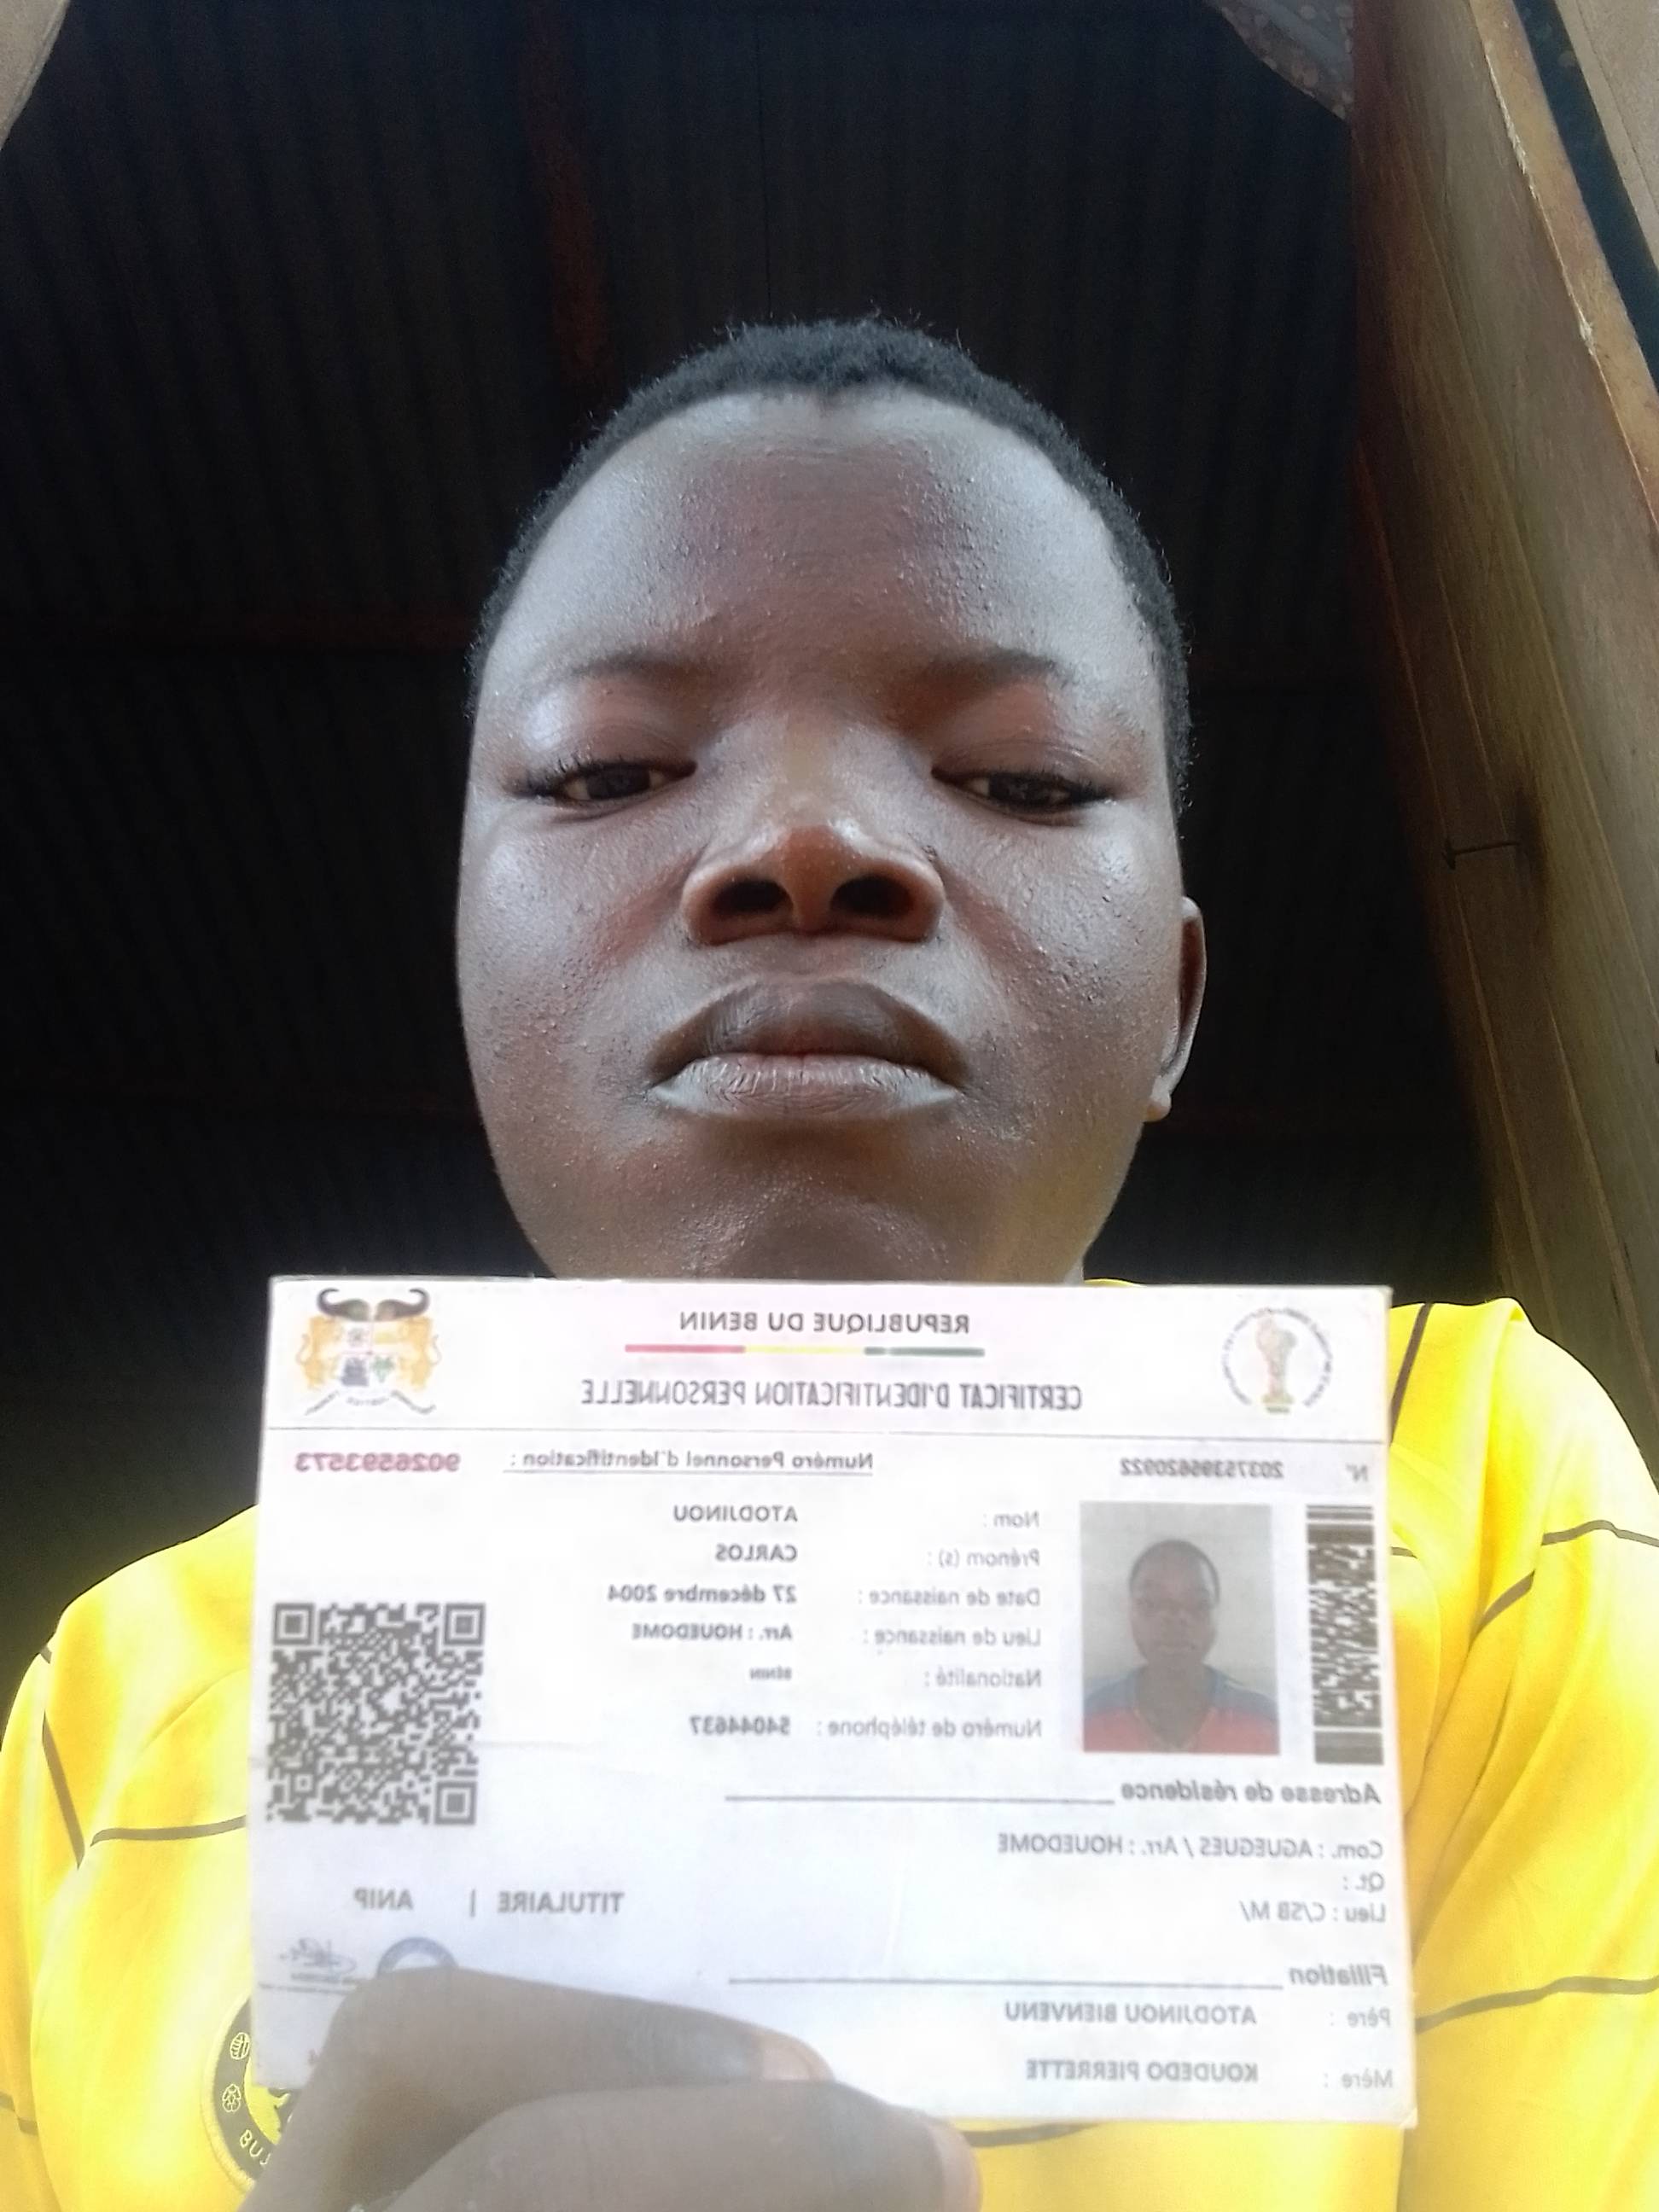 REPUBLIQUE DU BENIN
CERTIFICAT D'IDENTIFICATION PERSONNELLE
N° 20375395620922 Numéro Personnel d'Identification : 9026593573
Nom : ATODJINOU
Prénom (s) : CARLOS
Date de naissance : 27 décembre 2004
Lieu de naissance : Arr. : HOUEDOME
Nationalité : BÉNIN
Numéro de téléphone : 54044637
Adresse de résidence
Com. : AGUEGUES / Arr. : HOUEDOME
Qt. :
Lieu : C/SB M/
TITULAIRE | ANIP
Filiation
Père : ATODJINOU BIENVENU
Mère : KOUDEDO PIERRETTE